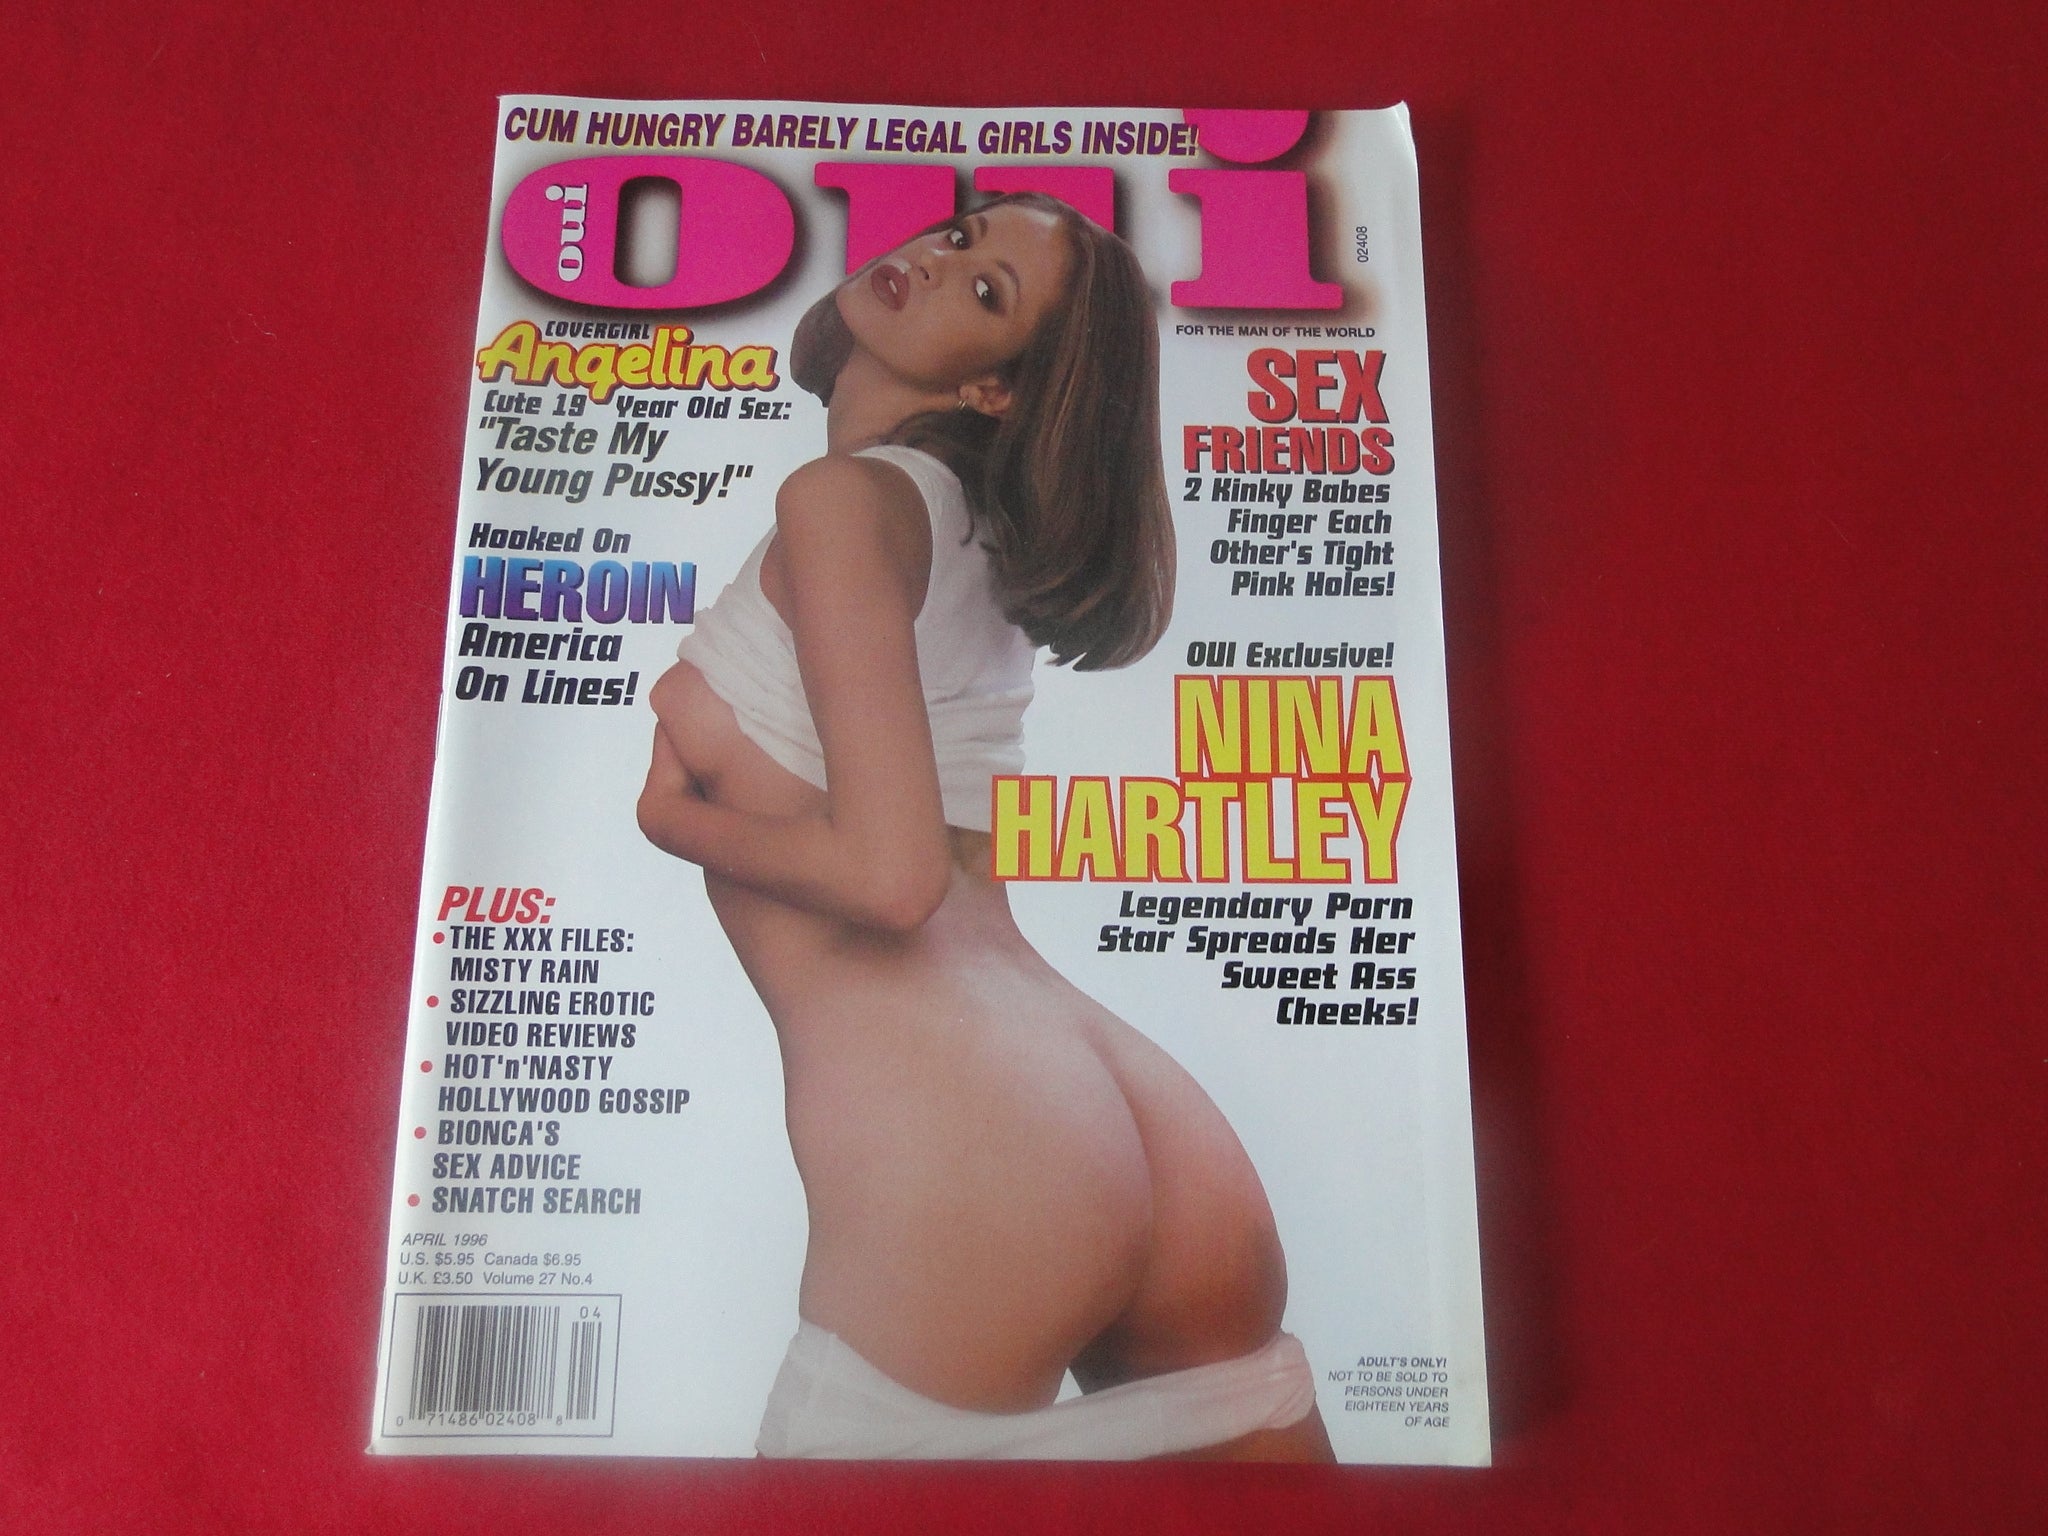 CUM HUNGRY BARELY LEGAL GIRLS INSIDE!
oui
oui
02408
FOR THE MAN OF THE WORLD
COVERGIRL
Angelina
Cute 19 Year Old Sez:
"Taste My
Young Pussy!"
Hooked On
HEROIN
America
On Lines!
SEX
FRIENDS
2 Kinky Babes
Finger Each
Other's Tight
Pink Holes!
OUI Exclusive!
NINA
HARTLEY
Legendary Porn
Star Spreads Her
Sweet Ass
Cheeks!
PLUS:
• THE XXX FILES:
MISTY RAIN
• SIZZLING EROTIC
VIDEO REVIEWS
• HOT'n'NASTY
HOLLYWOOD GOSSIP
• BIONCA'S
SEX ADVICE
• SNATCH SEARCH
APRIL 1996
U.S. $5.95 Canada $6.95
U.K. £3.50 Volume 27 No.4
04
0 71486 02408 8
ADULT'S ONLY!
NOT TO BE SOLD TO
PERSONS UNDER
EIGHTEEN YEARS
OF AGE